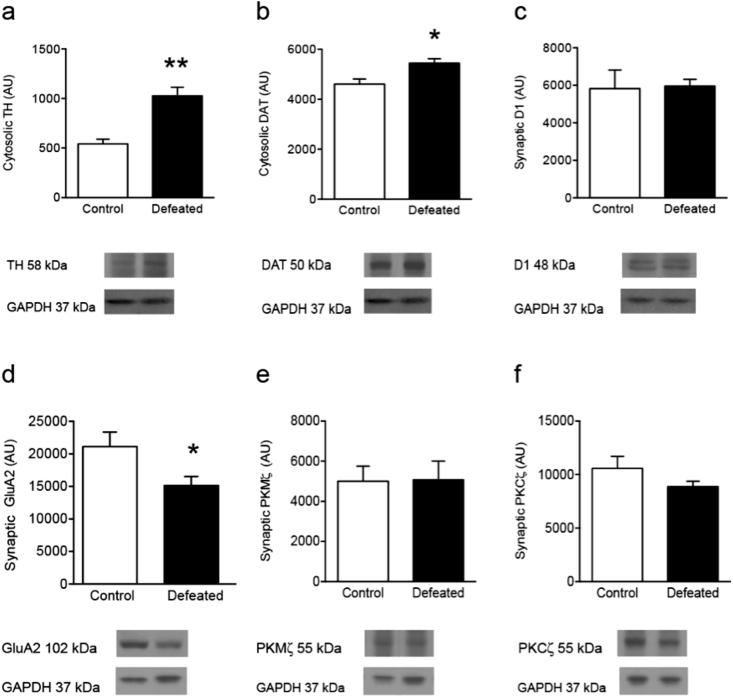 a
Cytosolic TH (AU)
1500
1000
500
0
**
Control Defeated
TH 58 kDa
GAPDH 37 kDa
b
Cytosolic DAT (AU)
6000
4000
2000
0
*
Control Defeated
DAT 50 kDa
GAPDH 37 kDa
c
Synaptic D1 (AU)
8000
6000
4000
2000
0
Control Defeated
D1 48 kDa
GAPDH 37 kDa
d
Synaptic GluA2 (AU)
25000
20000
15000
10000
5000
0
*
Control Defeated
GluA2 102 kDa
GAPDH 37 kDa
e
Synaptic PKMζ (AU)
8000
6000
4000
2000
0
Control Defeated
PKMζ 55 kDa
GAPDH 37 kDa
f
Synaptic PKCζ (AU)
15000
10000
5000
0
Control Defeated
PKCζ 55 kDa
GAPDH 37 kDa